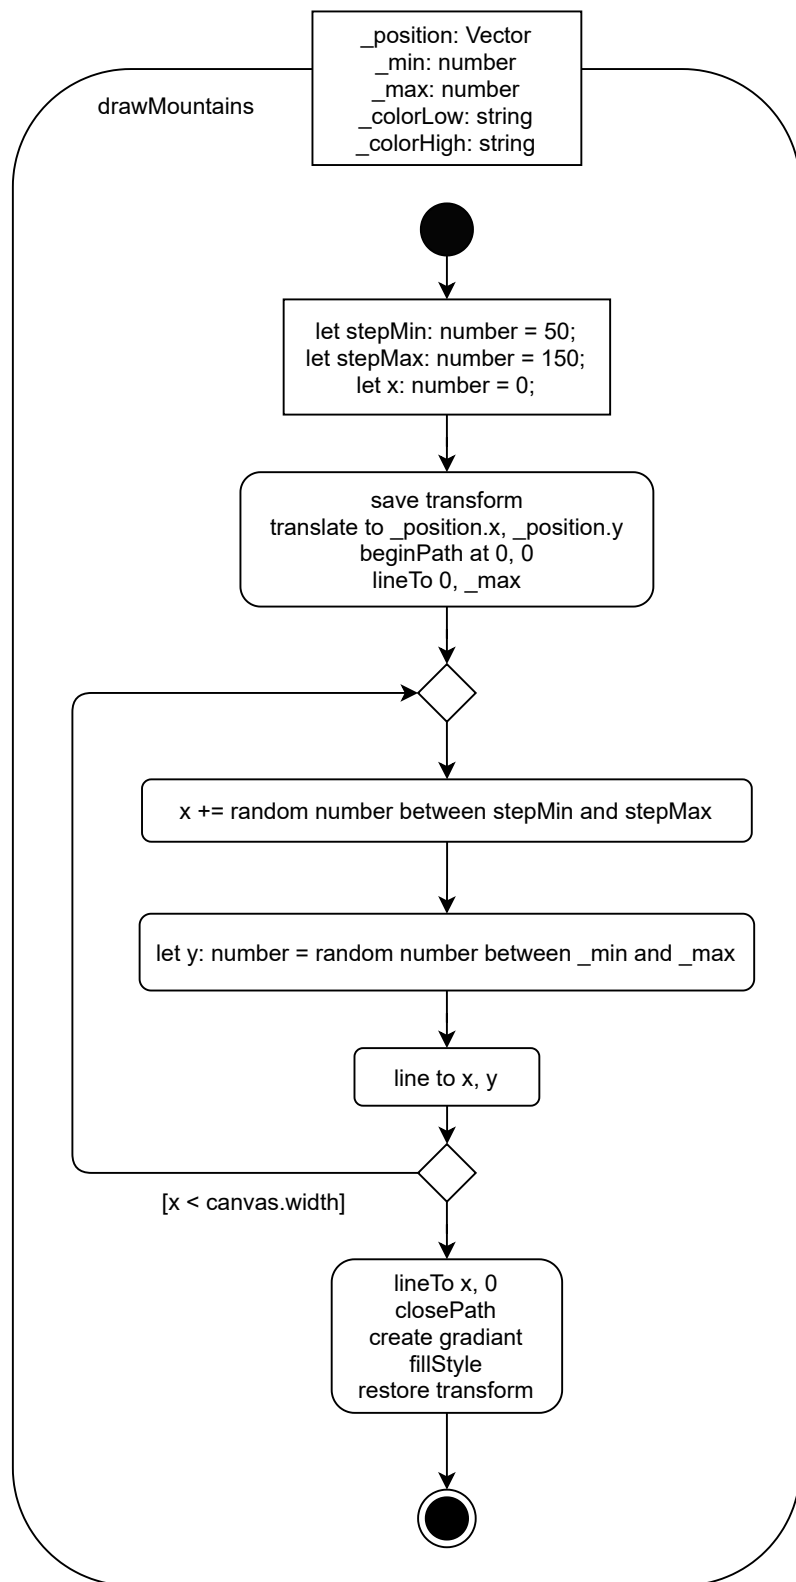 _position: Vector
_min: number
_max: number
_colorLow: string
_colorHigh: string
drawMountains
let stepMin: number = 50;
let stepMax: number = 150;
let x: number = 0;
save transform
translate to _position.x, _position.y
beginPath at 0, 0
lineTo 0, _max
x += random number between stepMin and stepMax
let y: number = random number between _min and _max
line to x, y
[x < canvas.width]
lineTo x, 0
closePath
create gradiant
fillStyle
restore transform